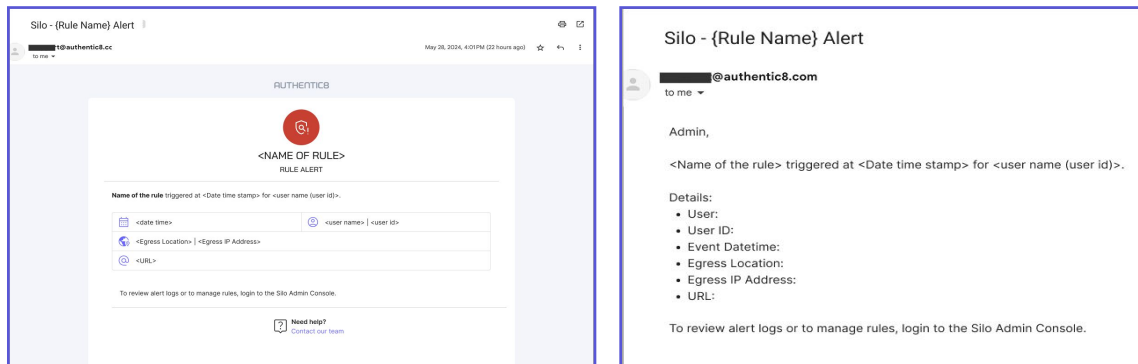 Silo - {Rule Name} Alert
t@authentic8.cc
May 28, 2024, 4:01PM (22 hours ago)
to me
AUTHENTIC8
<NAME OF RULE>
RULE ALERT
Name of the rule triggered at <Date time stamp> for <user name (user id)>.
<date time>
<user name> | <user id>
<Egress Location> | <Egress IP Address>
<URL>
To review alert logs or to manage rules, login to the Silo Admin Console.
Need help?
Contact our team
Silo - {Rule Name} Alert
@authentic8.com
to me
Admin,
<Name of the rule> triggered at <Date time stamp> for <user name (user id)>.
Details:
• User:
• User ID:
• Event Datetime:
• Egress Location:
• Egress IP Address:
• URL:
To review alert logs or to manage rules, login to the Silo Admin Console.